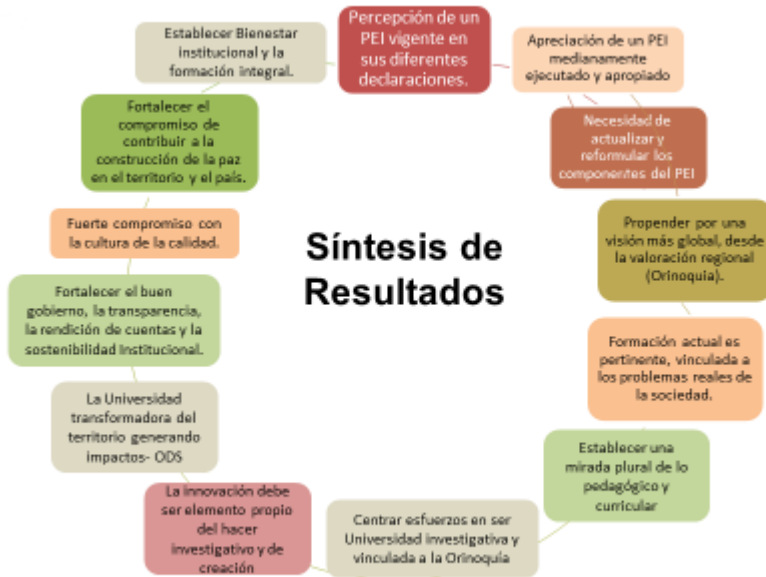 Percepción de un
PEI vigente en
sus diferentes
declaraciones.
Apreciación de un PEI
medianamente
ejecutado y apropiado
Necesidad de
actualizar y
reformular los
componentes del PEI
Propender por una
visión más global, desde
la valoración regional
(Orinoquia).
Formación actual es
pertinente, vinculada a
los problemas reales de
la sociedad.
Establecer una
mirada plural de lo
pedagógico y
curricular
Centrar esfuerzos en ser
Universidad investigativa y
vinculada a la Orinoquía
La innovación debe
ser elemento propio
del hacer
investigativo y de
creación
La Universidad
transformadora del
territorio generando
impactos- ODS
Fortalecer el buen
gobierno, la transparencia,
la rendición de cuentas y la
sostenibilidad Institucional.
Fuerte compromiso con
la cultura de la calidad.
Fortalecer el
compromiso de
contribuir a la
construcción de la paz
en el territorio y el país.
Establecer Bienestar
institucional y la
formación integral.
Síntesis de
Resultados